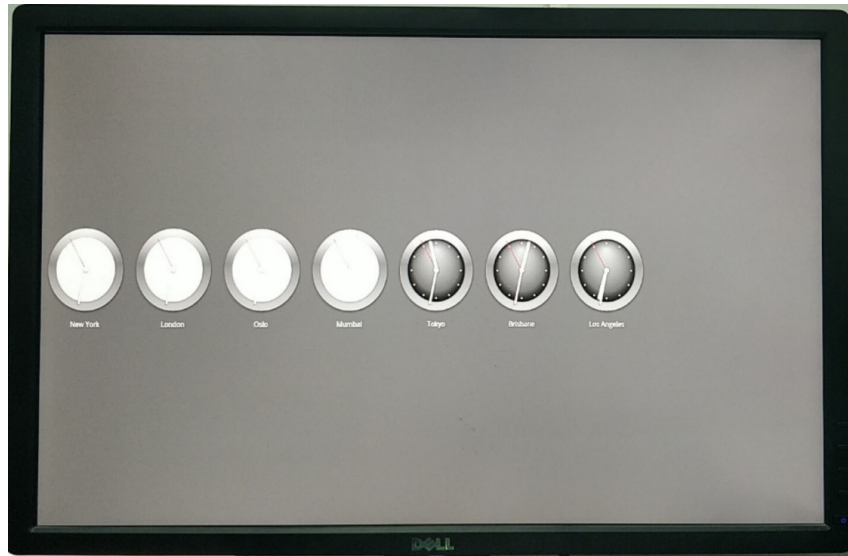 New York
London
Oslo
Mumbai
Tokyo
Brisbane
Los Angeles
DELL